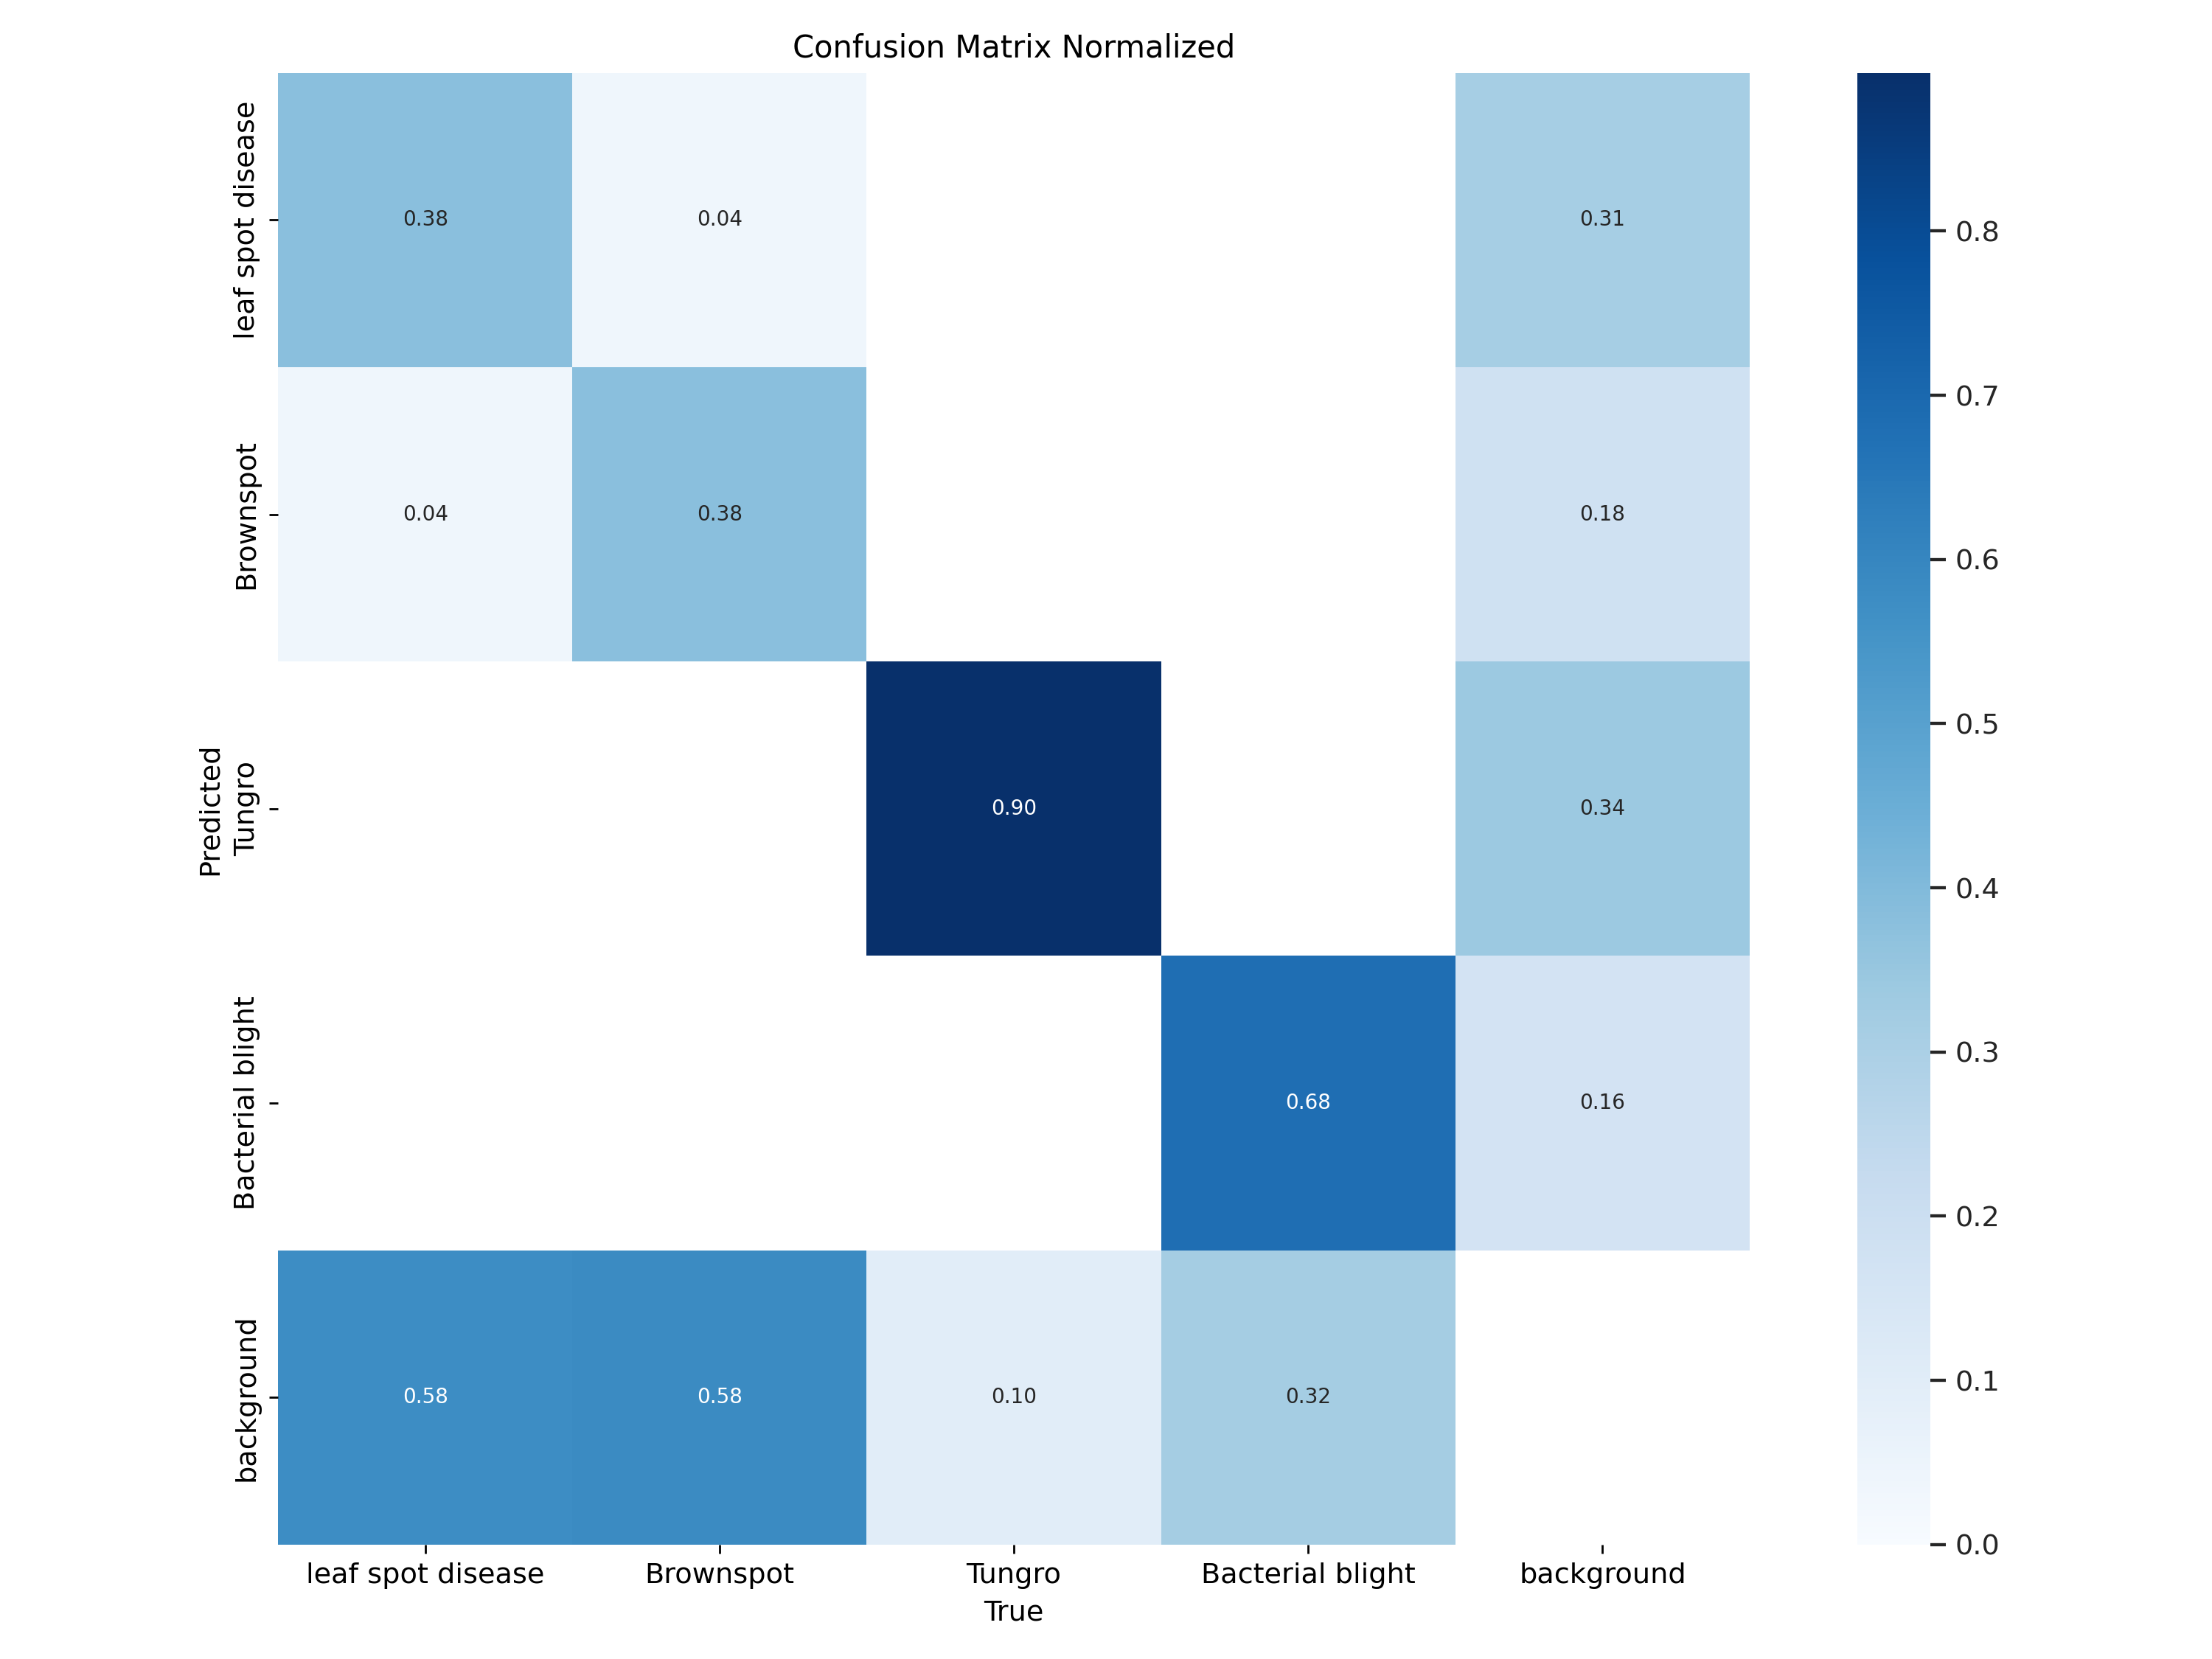 Confusion Matrix Normalized
leaf spot disease
0.38
0.04
0.31
0.8
0.7
Brownspot
0.04
0.38
0.18
0.6
0.5
Predicted
Tungro
0.90
0.34
0.4
0.3
Bacterial blight
0.68
0.16
0.2
0.1
background
0.58
0.58
0.10
0.32
0.0
leaf spot disease
Brownspot
Tungro
Bacterial blight
background
True